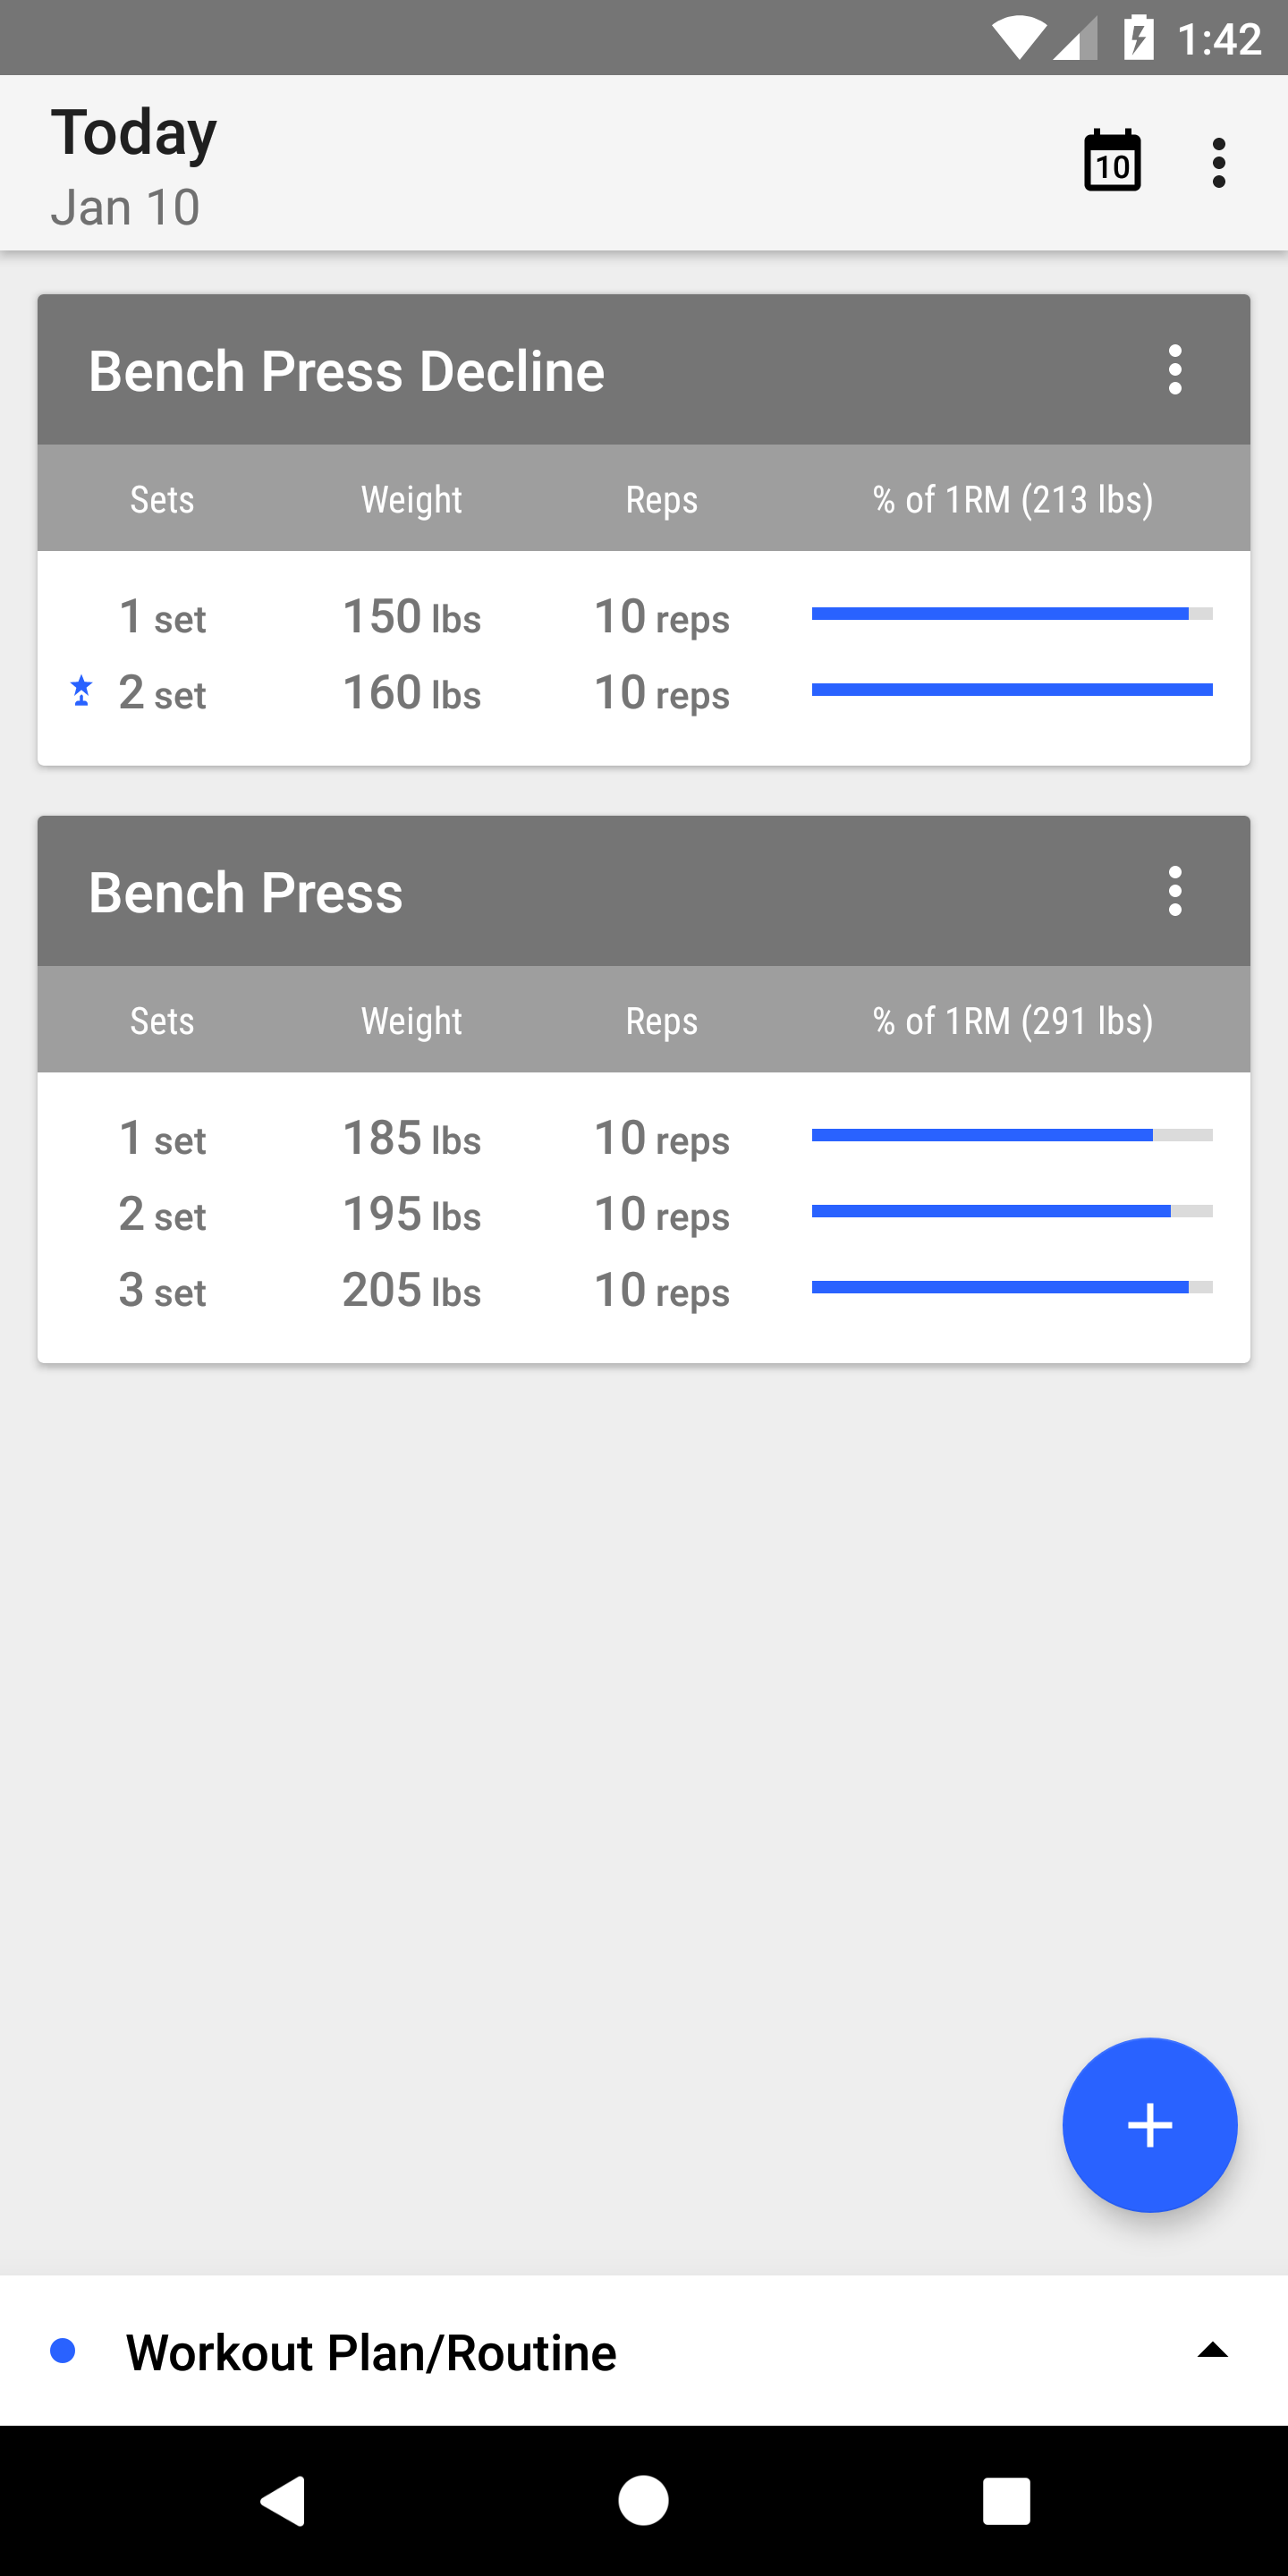 1:42
Today
Jan 10
10
Bench Press Decline
Sets Weight Reps % of 1RM (213 lbs)
1 set 150 lbs 10 reps
2 set 160 lbs 10 reps
Bench Press
Sets Weight Reps % of 1RM (291 lbs)
1 set 185 lbs 10 reps
2 set 195 lbs 10 reps
3 set 205 lbs 10 reps
+
Workout Plan/Routine